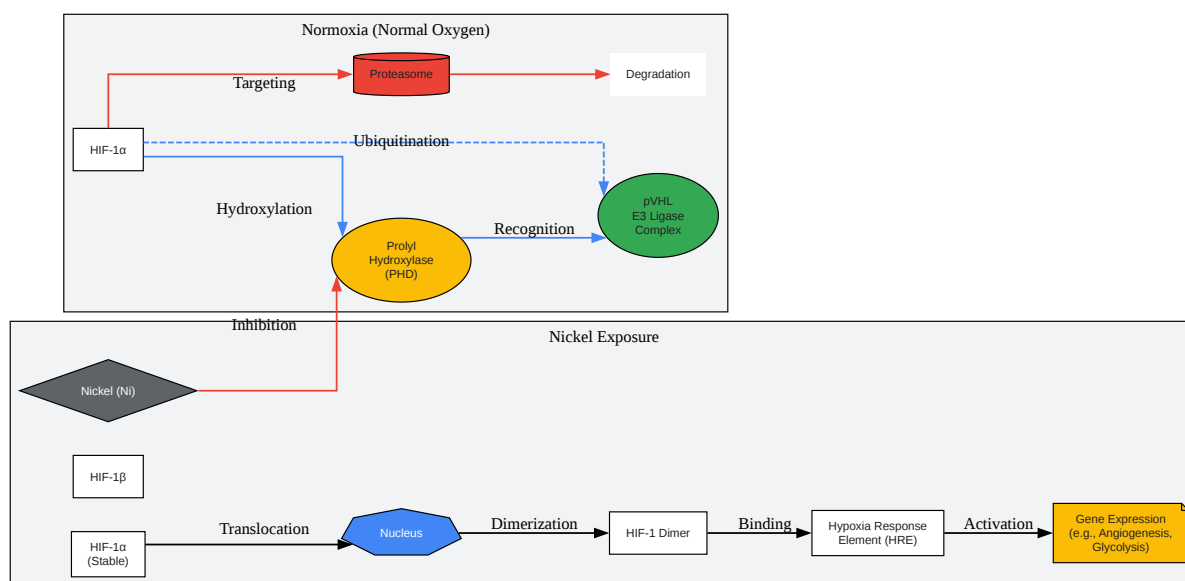 Normoxia (Normal Oxygen)
Targeting
Proteasome
Degradation
HIF-1α
Ubiquitination
Hydroxylation
Prolyl
Hydroxylase
(PHD)
Recognition
pVHL
E3 Ligase
Complex
Inhibition
Nickel Exposure
Nickel (Ni)
HIF-1β
HIF-1α
(Stable)
Translocation
Nucleus
Dimerization
HIF-1 Dimer
Binding
Hypoxia Response
Element (HRE)
Activation
Gene Expression
(e.g., Angiogenesis,
Glycolysis)